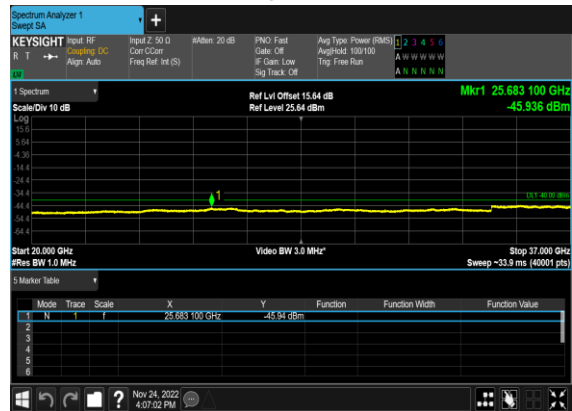 Spectrum Analyzer 1
Swept SA
+
KEYSIGHT Input: RF Input Z: 50 Ω #Atten: 20 dB PNO: Fast Avg Type: Power (RMS) 1 2 3 4 5 6
R T Coupling: DC Corr CCorr Gate: Off Avg|Hold: 100/100 A W W W W W
Align: Auto Freq Ref: Int (S) IF Gain: Low Trig: Free Run
Sig Track: Off A N N N N N
1 Spectrum Ref Lvl Offset 15.64 dB Mkr1 25.683 100 GHz
Scale/Div 10 dB Ref Level 25.64 dBm -45.936 dBm
Log
15.6
5.64
-4.36
-14.4
-24.4
-34.4 1
-44.4
-54.4
-64.4
Start 20.000 GHz Video BW 3.0 MHz* Stop 37.000 GHz
#Res BW 1.0 MHz Sweep ~33.9 ms (40001 pts)
5 Marker Table
Mode Trace Scale X Y Function Function Width Function Value
1 N 1 f 25.683 100 GHz -45.94 dBm
2
3
4
5
6
? Nov 24, 2022
4:07:02 PM